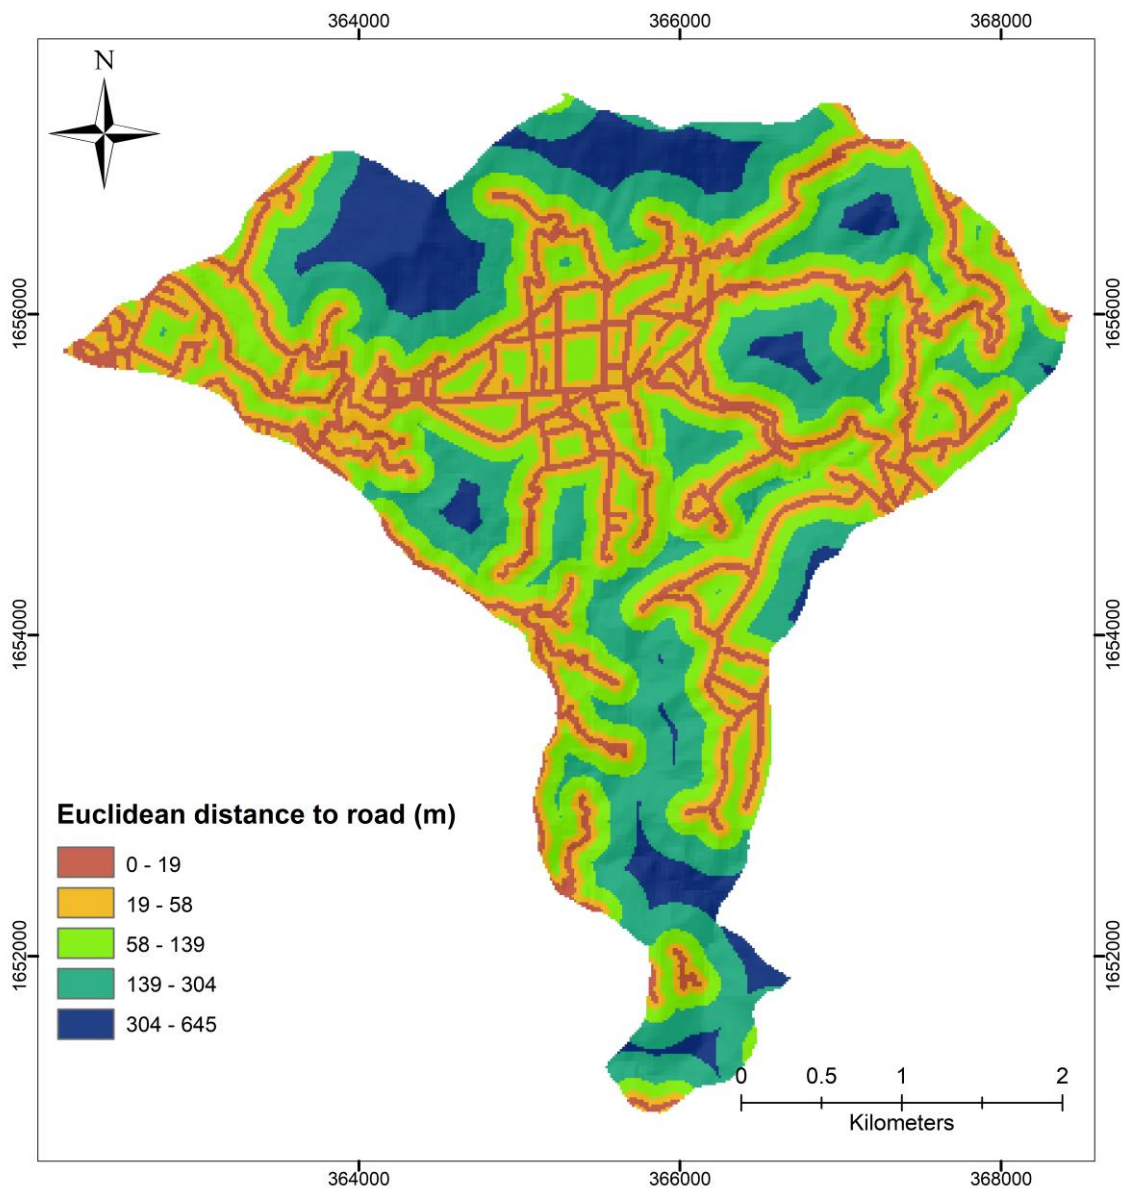 364000 366000 368000
N
1656000 1656000
1654000 1654000
Euclidean distance to road (m)
0 - 19
19 - 58
58 - 139
139 - 304
304 - 645
1652000 1652000
0 0.5 1 2
Kilometers
364000 366000 368000